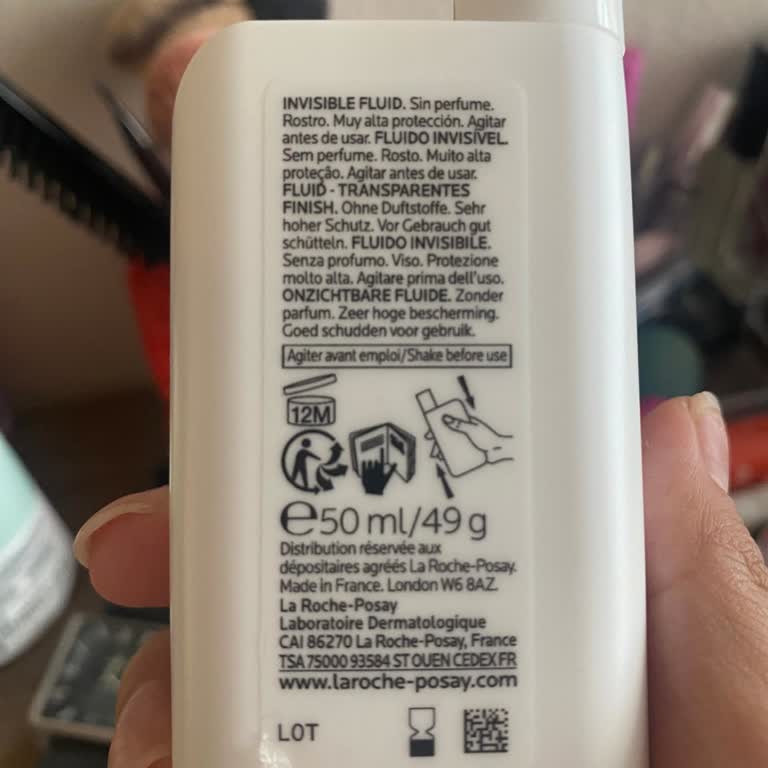 INVISIBLE FLUID. Sin perfume.
Rostro. Muy alta protección. Agitar
antes de usar. FLUIDO INVISÍVEL.
Sem perfume. Rosto. Muito alta
proteção. Agitar antes de usar.
FLUID - TRANSPARENTES
FINISH. Ohne Duftstoffe. Sehr
hoher Schutz. Vor Gebrauch gut
schütteln. FLUIDO INVISIBILE.
Senza profumo. Viso. Protezione
molto alta. Agitare prima dell'uso.
ONZICHTBARE FLUIDE. Zonder
parfum. Zeer hoge bescherming.
Goed schudden voor gebruik.
Agiter avant emploi/Shake before use
12M
℮50 ml/49 g
Distribution réservée aux
dépositaires agréés La Roche-Posay.
Made in France. London W6 8AZ.
La Roche-Posay
Laboratoire Dermatologique
CAI 86270 La Roche-Posay, France
TSA 75000 93584 ST OUEN CEDEX FR
www.laroche-posay.com
LOT